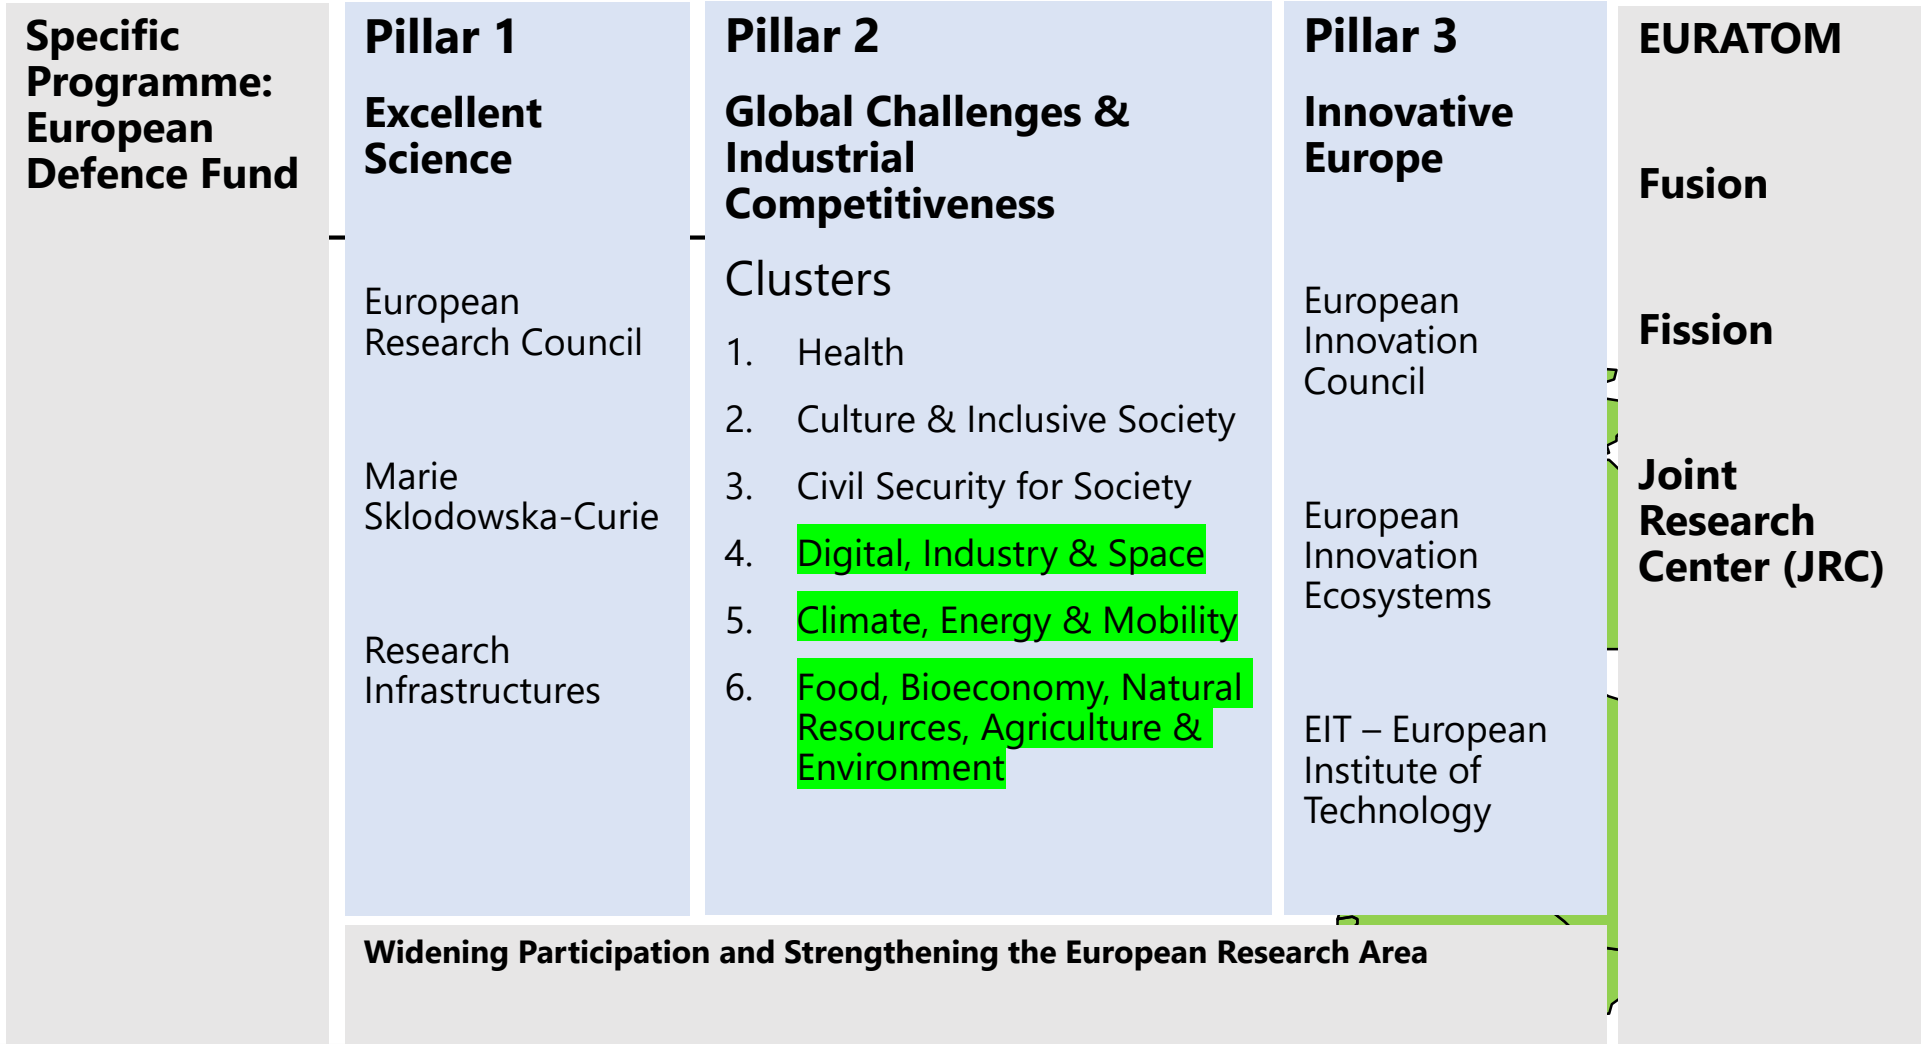 Specific
Programme:
European
Defence Fund
Pillar 1
Excellent
Science
European
Research Council
Marie
Sklodowska-Curie
Research
Infrastructures
Pillar 2
Global Challenges &
Industrial
Competitiveness
Clusters
1. Health
2. Culture & Inclusive Society
3. Civil Security for Society
4. Digital, Industry & Space
5. Climate, Energy & Mobility
6. Food, Bioeconomy, Natural
Resources, Agriculture &
Environment
Pillar 3
Innovative
Europe
European
Innovation
Council
European
Innovation
Ecosystems
EIT – European
Institute of
Technology
EURATOM
Fusion
Fission
Joint
Research
Center (JRC)
Widening Participation and Strengthening the European Research Area